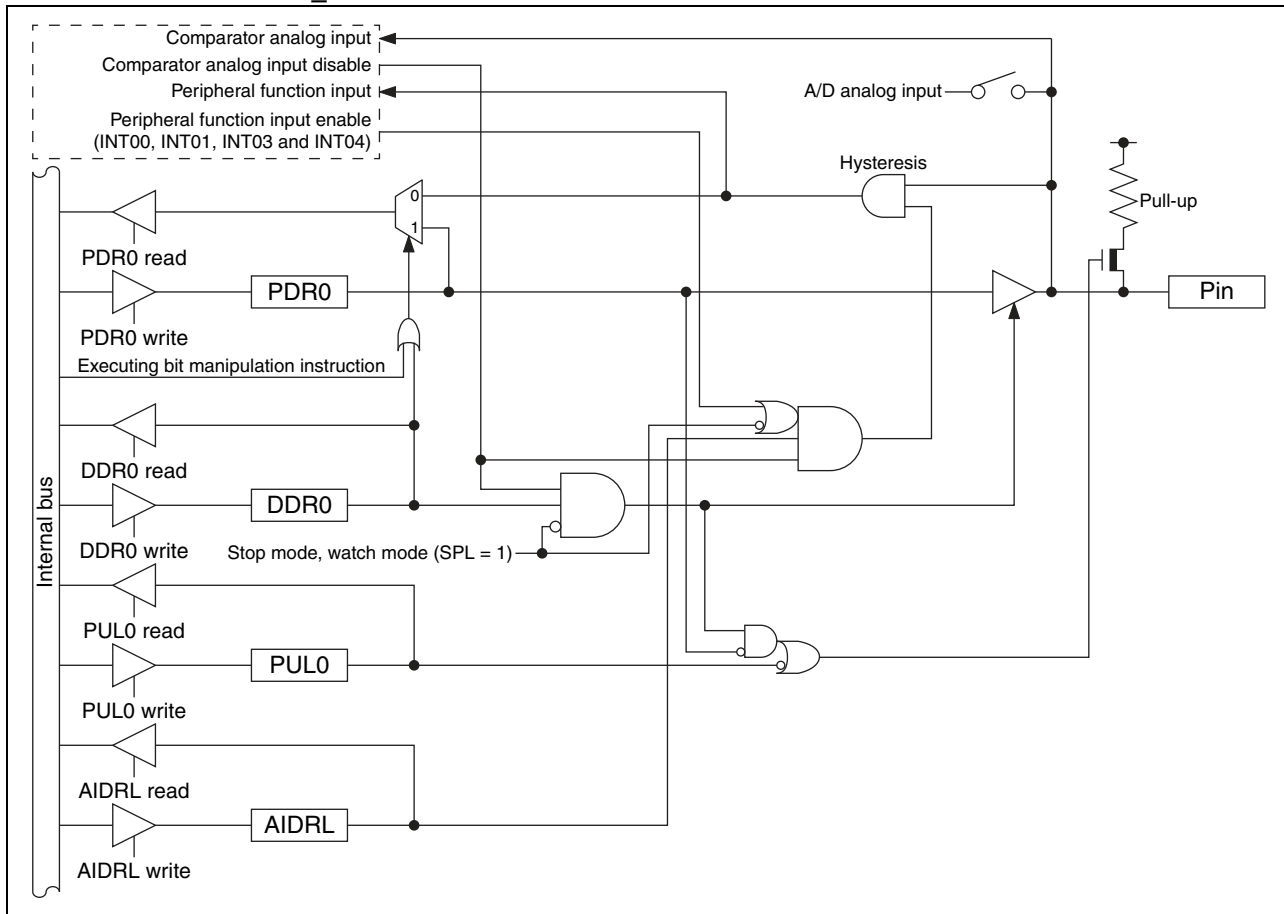 Comparator analog input
Comparator analog input disable
Peripheral function input
A/D analog input
Peripheral function input enable
(INT00, INT01, INT03 and INT04)
Hysteresis
0
Pull-up
1
PDR0 read
PDR0
Pin
PDR0 write
Executing bit manipulation instruction
DDR0 read
DDR0
DDR0 write
Stop mode, watch mode (SPL = 1)
Internal bus
PUL0 read
PUL0
PUL0 write
AIDRL read
AIDRL
AIDRL write